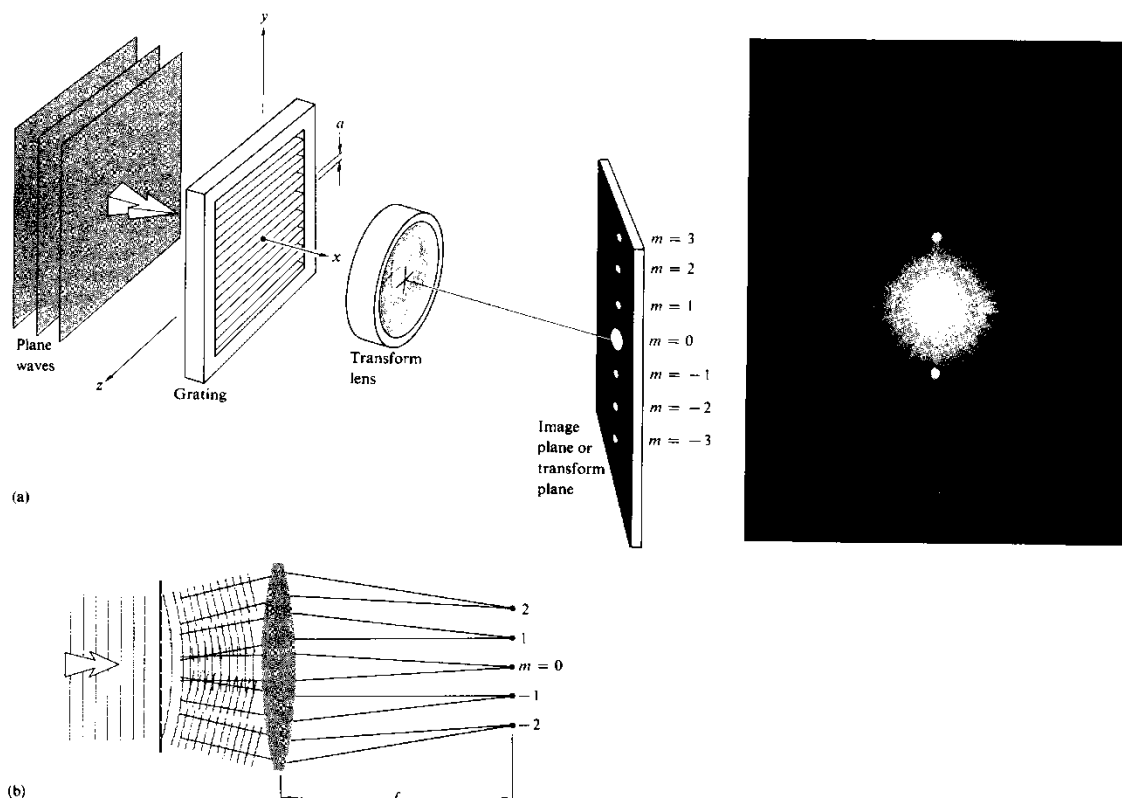 y
a
x
z
Plane
waves
Grating
Transform
lens
m = 3
m = 2
m = 1
m = 0
m = −1
m = −2
m = −3
Image
plane or
transform
plane
(a)
2
1
m = 0
−1
−2
(b)